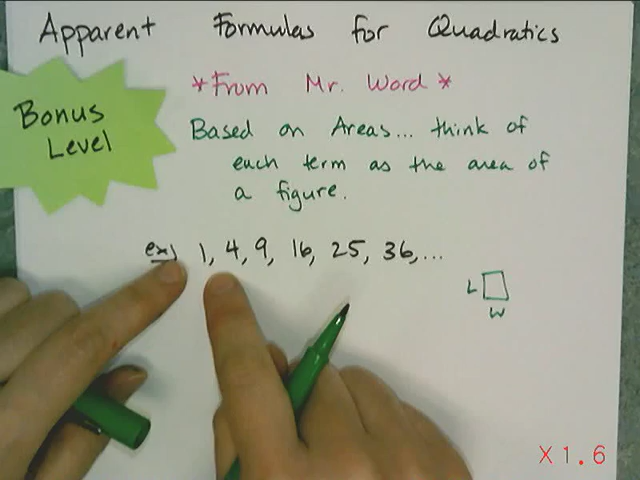 Apparent Formulas for Quadratics
*From Mr. Word*
Bonus
Level
Based on Areas... think of
each term as the area of
a figure.
ex) 1, 4, 9, 16, 25, 36, ...
L
W
X1.6